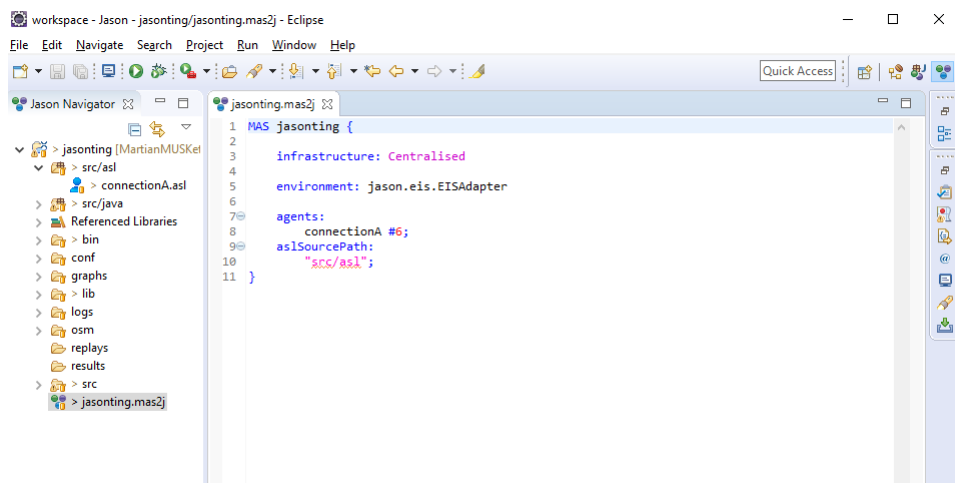 workspace - Jason - jasonting/jasonting.mas2j - Eclipse
File Edit Navigate Search Project Run Window Help
Quick Access
Jason Navigator
jasonting.mas2j
> jasonting [MartianMUSKet
> src/asl
> connectionA.asl
> src/java
Referenced Libraries
> bin
conf
graphs
> lib
logs
osm
replays
results
> src
> jasonting.mas2j
1 MAS jasonting {
2
3 infrastructure: Centralised
4
5 environment: jason.eis.EISAdapter
6
7 agents:
8 connectionA #6;
9 aslSourcePath:
10 "src/asl";
11 }